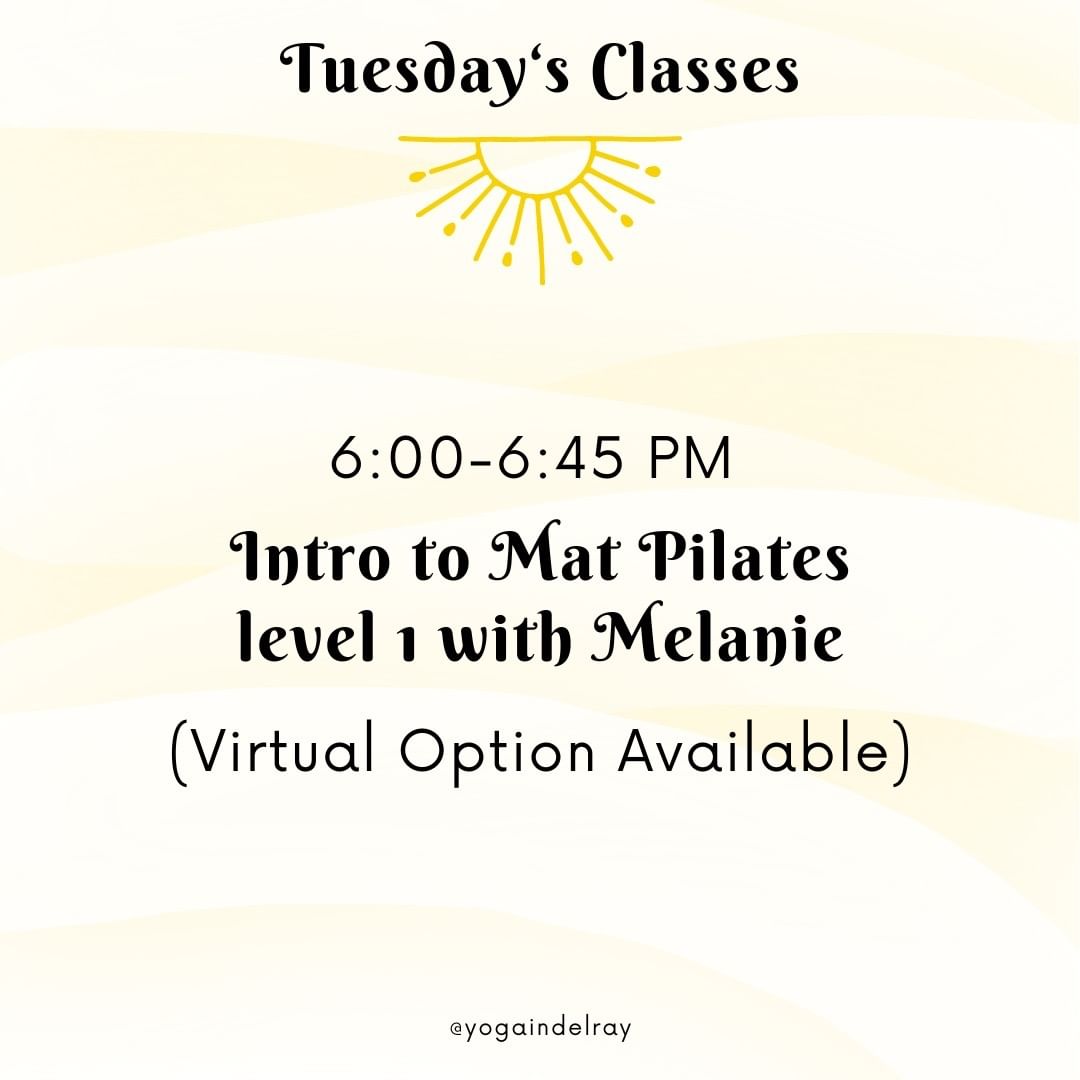 Tuesday‘s Classes
6:00-6:45 PM
Intro to Mat Pilates
level 1 with Melanie
(Virtual Option Available)
@yogaindelray